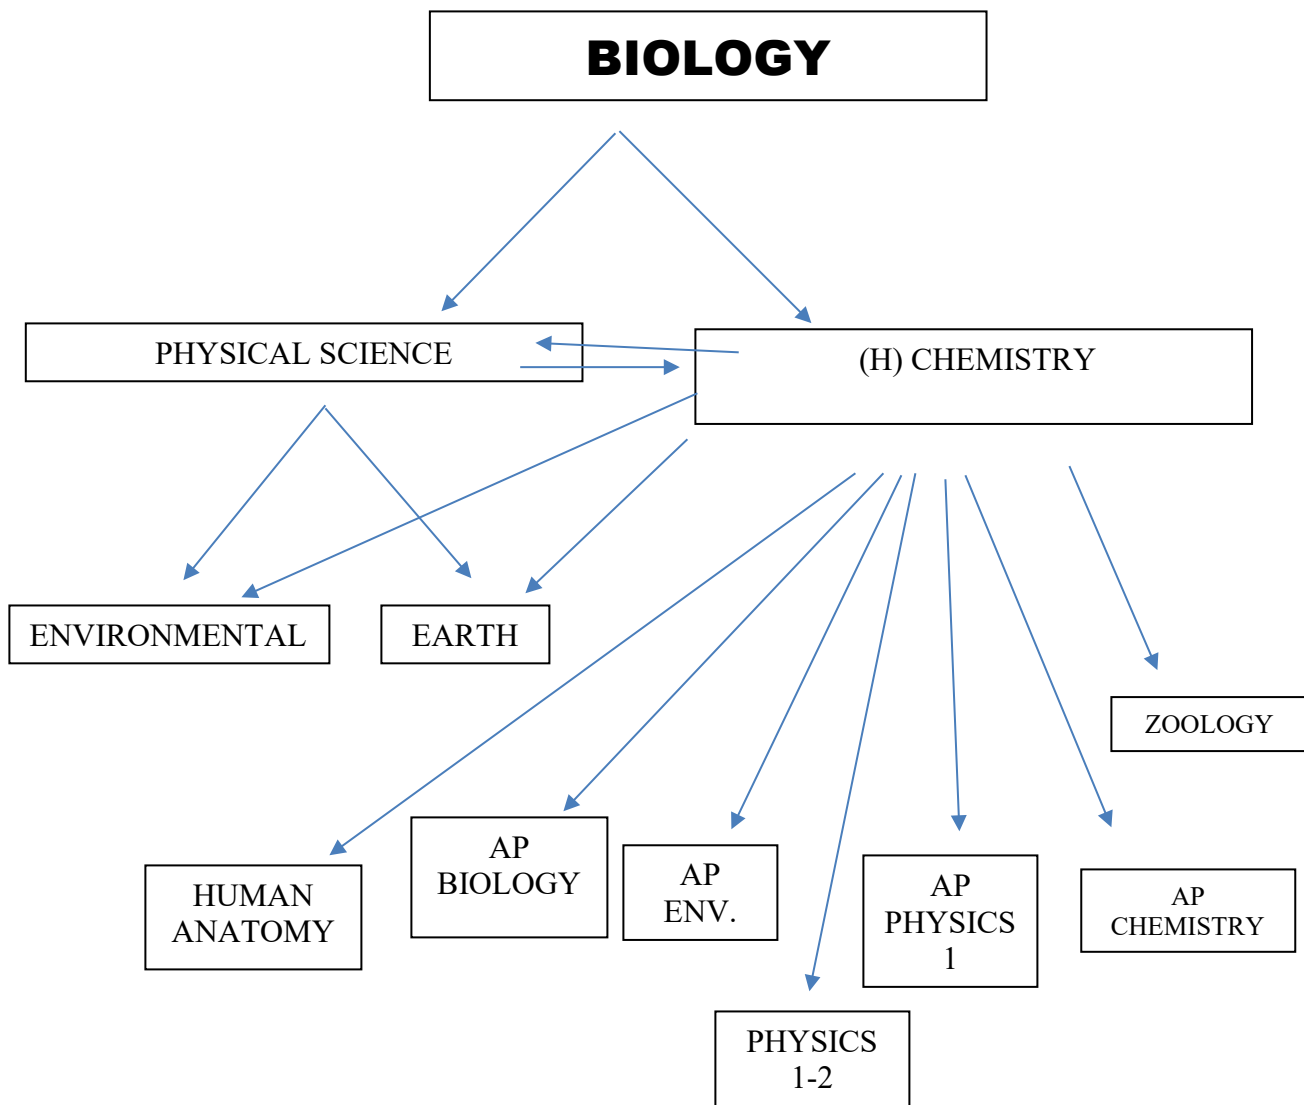 BIOLOGY
PHYSICAL SCIENCE
(H) CHEMISTRY
ENVIRONMENTAL
EARTH
ZOOLOGY
HUMAN
ANATOMY
AP
BIOLOGY
AP
ENV.
AP
PHYSICS
1
AP
CHEMISTRY
PHYSICS
1-2